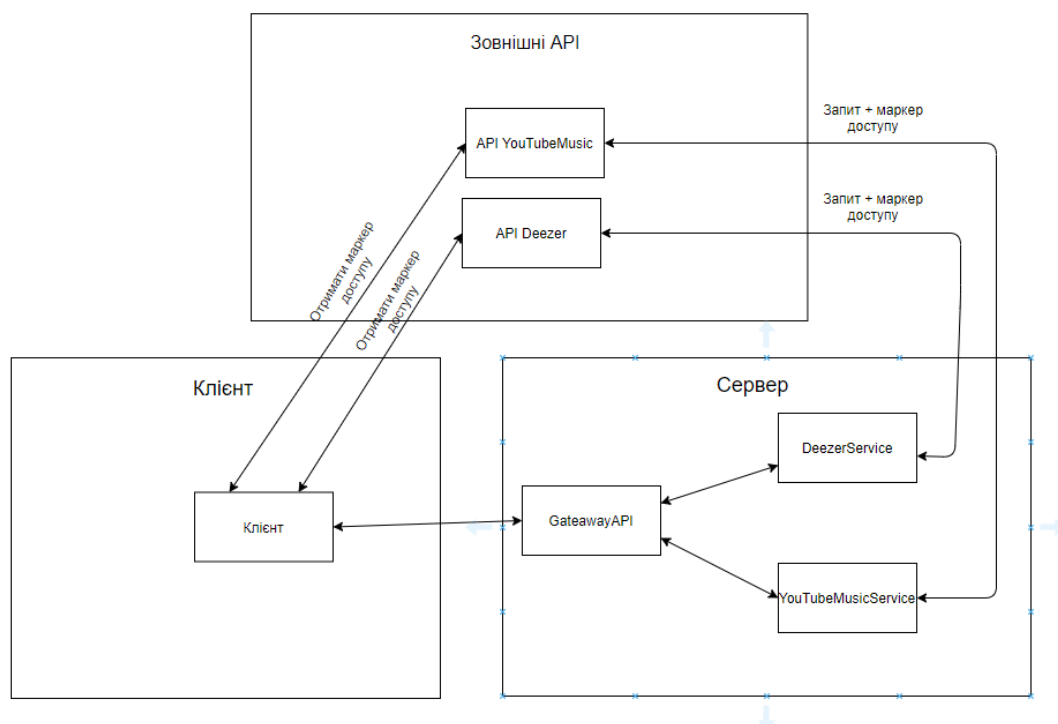 Зовнішні API
API YouTubeMusic
API Deezer
Запит + маркер
доступу
Запит + маркер
доступу
Отримати маркер
доступу
Отримати маркер
доступу
Клієнт
Клієнт
Сервер
GateawayAPI
DeezerService
YouTubeMusicService